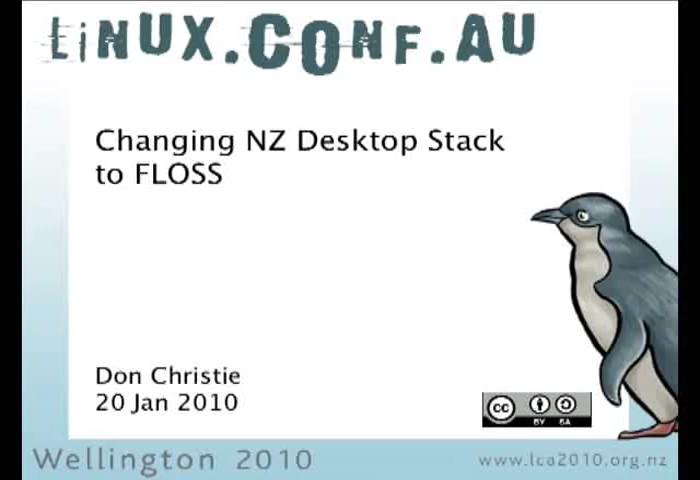 LiNUX.CONF.AU
Changing NZ Desktop Stack
to FLOSS
Don Christie
20 Jan 2010
cc
BY SA
Wellington 2010
www.lca2010.org.nz